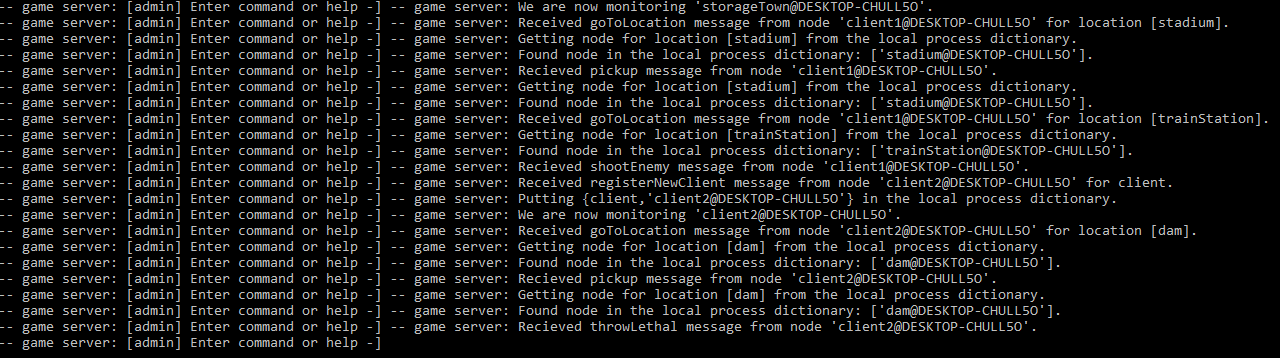 -- game server: [admin] Enter command or help -] -- game server: We are now monitoring 'storageTown@DESKTOP-CHULL5O'.
-- game server: [admin] Enter command or help -] -- game server: Received goToLocation message from node 'client1@DESKTOP-CHULL5O' for location [stadium].
-- game server: [admin] Enter command or help -] -- game server: Getting node for location [stadium] from the local process dictionary.
-- game server: [admin] Enter command or help -] -- game server: Found node in the local process dictionary: ['stadium@DESKTOP-CHULL5O'].
-- game server: [admin] Enter command or help -] -- game server: Recieved pickup message from node 'client1@DESKTOP-CHULL5O'.
-- game server: [admin] Enter command or help -] -- game server: Getting node for location [stadium] from the local process dictionary.
-- game server: [admin] Enter command or help -] -- game server: Found node in the local process dictionary: ['stadium@DESKTOP-CHULL5O'].
-- game server: [admin] Enter command or help -] -- game server: Received goToLocation message from node 'client1@DESKTOP-CHULL5O' for location [trainStation].
-- game server: [admin] Enter command or help -] -- game server: Getting node for location [trainStation] from the local process dictionary.
-- game server: [admin] Enter command or help -] -- game server: Found node in the local process dictionary: ['trainStation@DESKTOP-CHULL5O'].
-- game server: [admin] Enter command or help -] -- game server: Recieved shootEnemy message from node 'client1@DESKTOP-CHULL5O'.
-- game server: [admin] Enter command or help -] -- game server: Received registerNewClient message from node 'client2@DESKTOP-CHULL5O' for client.
-- game server: [admin] Enter command or help -] -- game server: Putting {client,'client2@DESKTOP-CHULL5O'} in the local process dictionary.
-- game server: [admin] Enter command or help -] -- game server: We are now monitoring 'client2@DESKTOP-CHULL5O'.
-- game server: [admin] Enter command or help -] -- game server: Received goToLocation message from node 'client2@DESKTOP-CHULL5O' for location [dam].
-- game server: [admin] Enter command or help -] -- game server: Getting node for location [dam] from the local process dictionary.
-- game server: [admin] Enter command or help -] -- game server: Found node in the local process dictionary: ['dam@DESKTOP-CHULL5O'].
-- game server: [admin] Enter command or help -] -- game server: Recieved pickup message from node 'client2@DESKTOP-CHULL5O'.
-- game server: [admin] Enter command or help -] -- game server: Getting node for location [dam] from the local process dictionary.
-- game server: [admin] Enter command or help -] -- game server: Found node in the local process dictionary: ['dam@DESKTOP-CHULL5O'].
-- game server: [admin] Enter command or help -] -- game server: Recieved throwLethal message from node 'client2@DESKTOP-CHULL5O'.
-- game server: [admin] Enter command or help -]